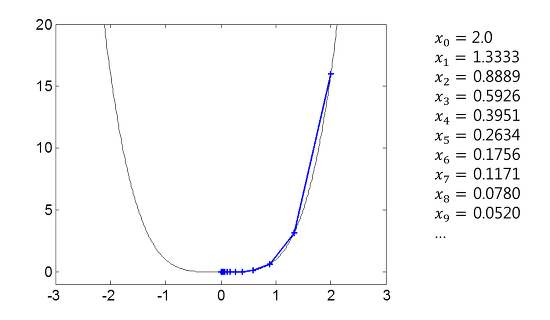 20
15
10
5
0
-3 -2 -1 0 1 2 3
x₀ = 2.0
x₁ = 1.3333
x₂ = 0.8889
x₃ = 0.5926
x₄ = 0.3951
x₅ = 0.2634
x₆ = 0.1756
x₇ = 0.1171
x₈ = 0.0780
x₉ = 0.0520
...